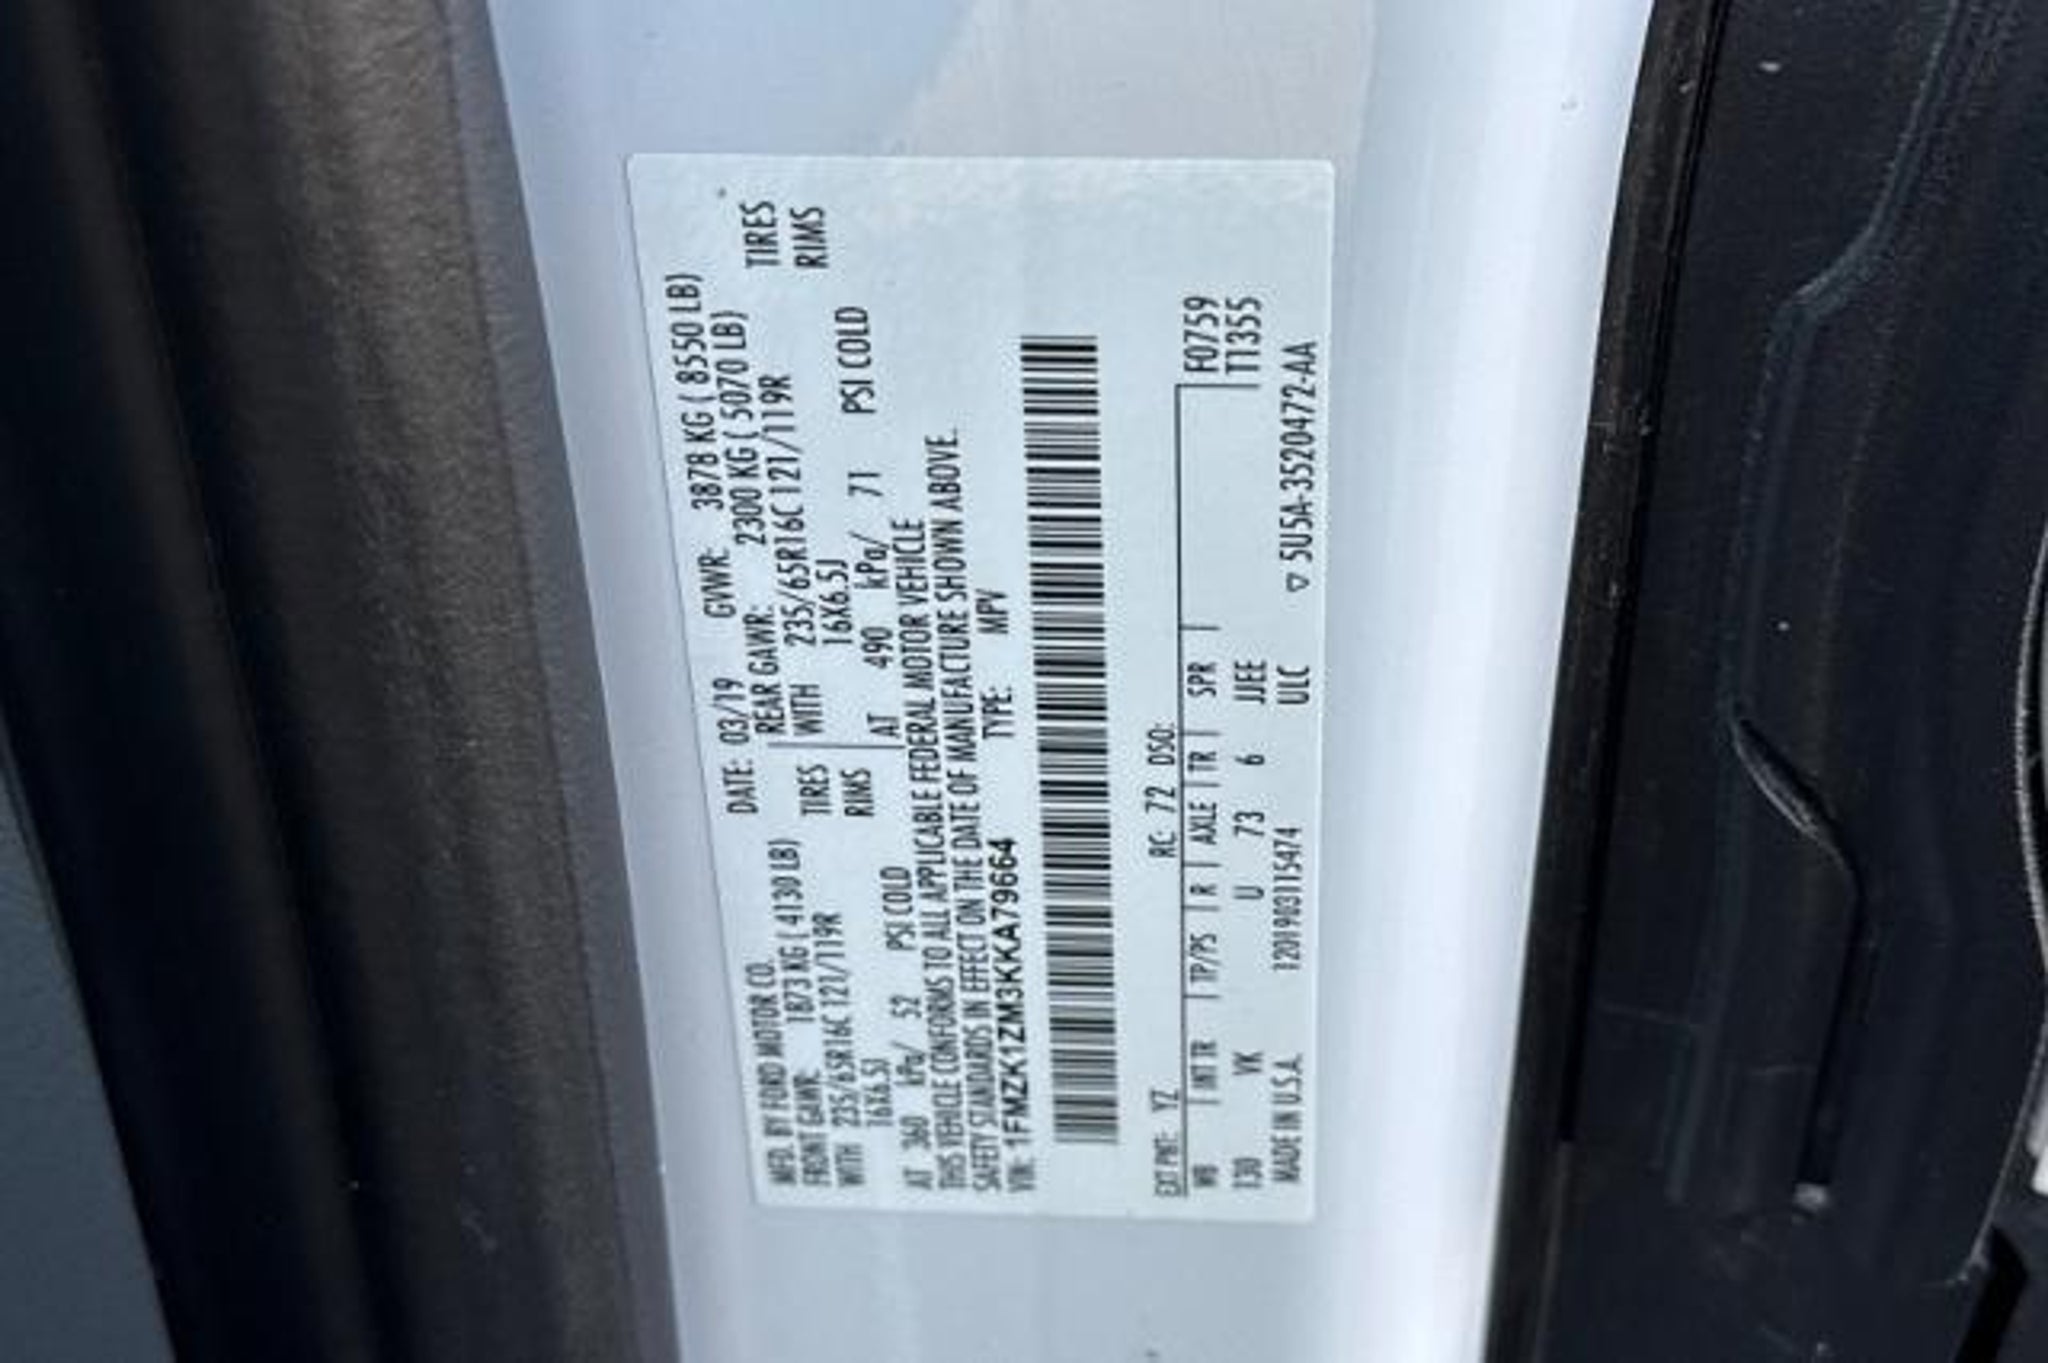 MFD. BY FORD MOTOR CO.
DATE: 03/19 GVWR: 3878 KG ( 8550 LB)
FRONT GAWR: 1873 KG ( 4130 LB) REAR GAWR: 2300 KG ( 5070 LB)
WITH 235/65R16C 121/119R TIRES WITH 235/65R16C 121/119R TIRES
16X6.5J RIMS 16X6.5J RIMS
AT 360 kPa/ 52 PSI COLD AT 490 kPa/ 71 PSI COLD
THIS VEHICLE CONFORMS TO ALL APPLICABLE FEDERAL MOTOR VEHICLE
SAFETY STANDARDS IN EFFECT ON THE DATE OF MANUFACTURE SHOWN ABOVE.
VIN: 1FMZK1ZM3KKA79664 TYPE: MPV
EXT PNT: YZ RC: 72 DSO:
WB | INT TR | TP/PS | R | AXLE | TR | SPR | F0759
130 VK U 73 6 JJEE T1355
MADE IN U.S.A. 1201903115474 ULC ▽ 5U5A-3520472-AA